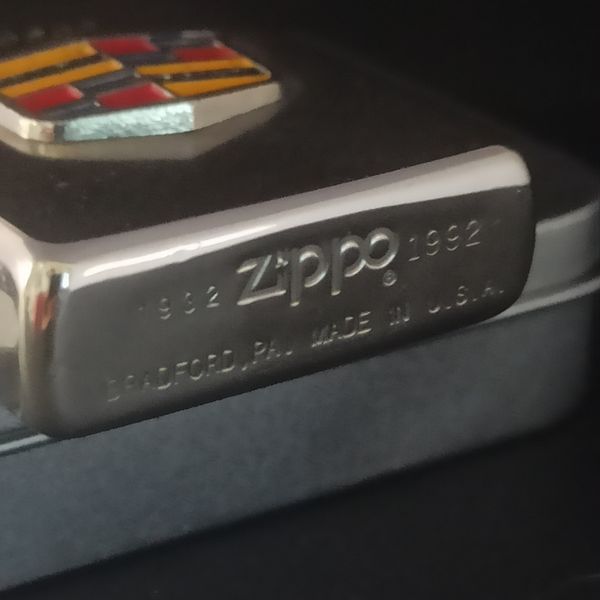 1932 Zippo ® 1992
BRADFORD, PA. MADE IN U.S.A.